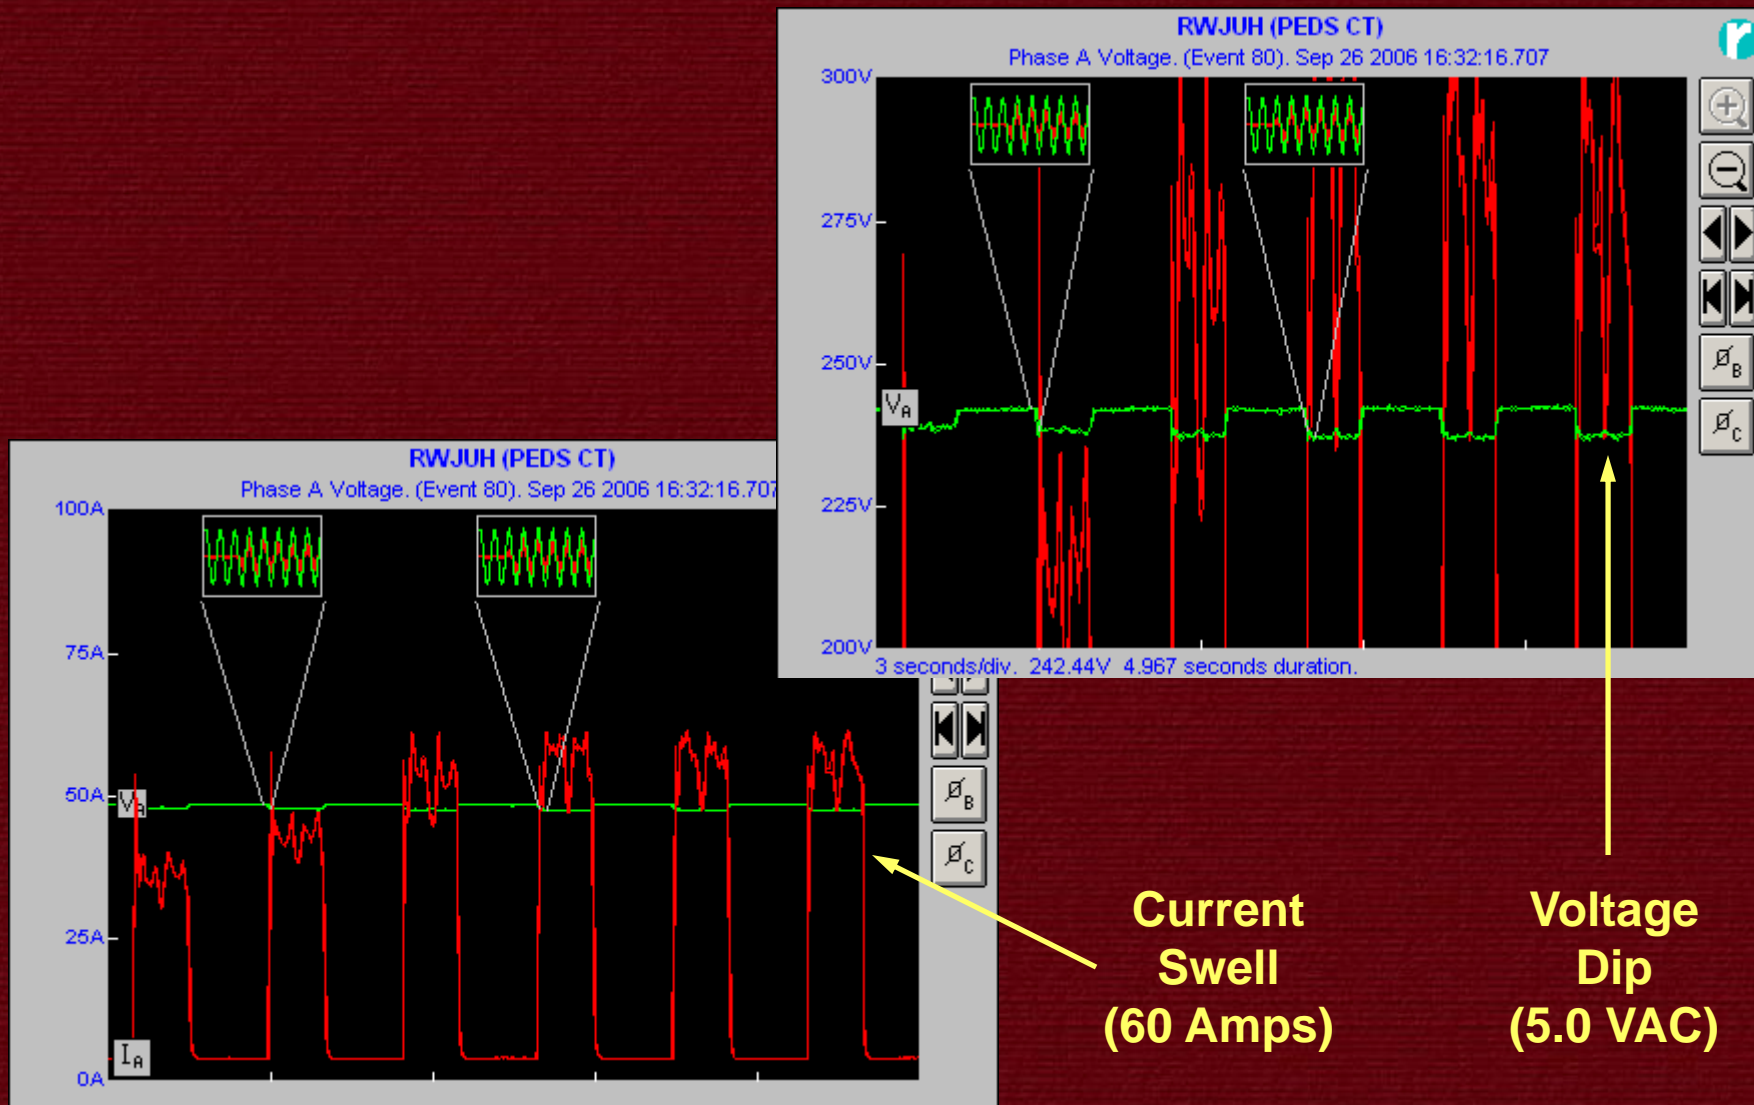 RWJUH (PEDS CT)
Phase A Voltage. (Event 80). Sep 26 2006 16:32:16.707
300V
275V
250V
225V
200V
VA
3 seconds/div. 242.44V 4.967 seconds duration.
ØB
ØC
RWJUH (PEDS CT)
Phase A Voltage. (Event 80). Sep 26 2006 16:32:16.707
100A
75A
50A
25A
0A
VA
IA
ØB
ØC
Current
Swell
(60 Amps)
Voltage
Dip
(5.0 VAC)